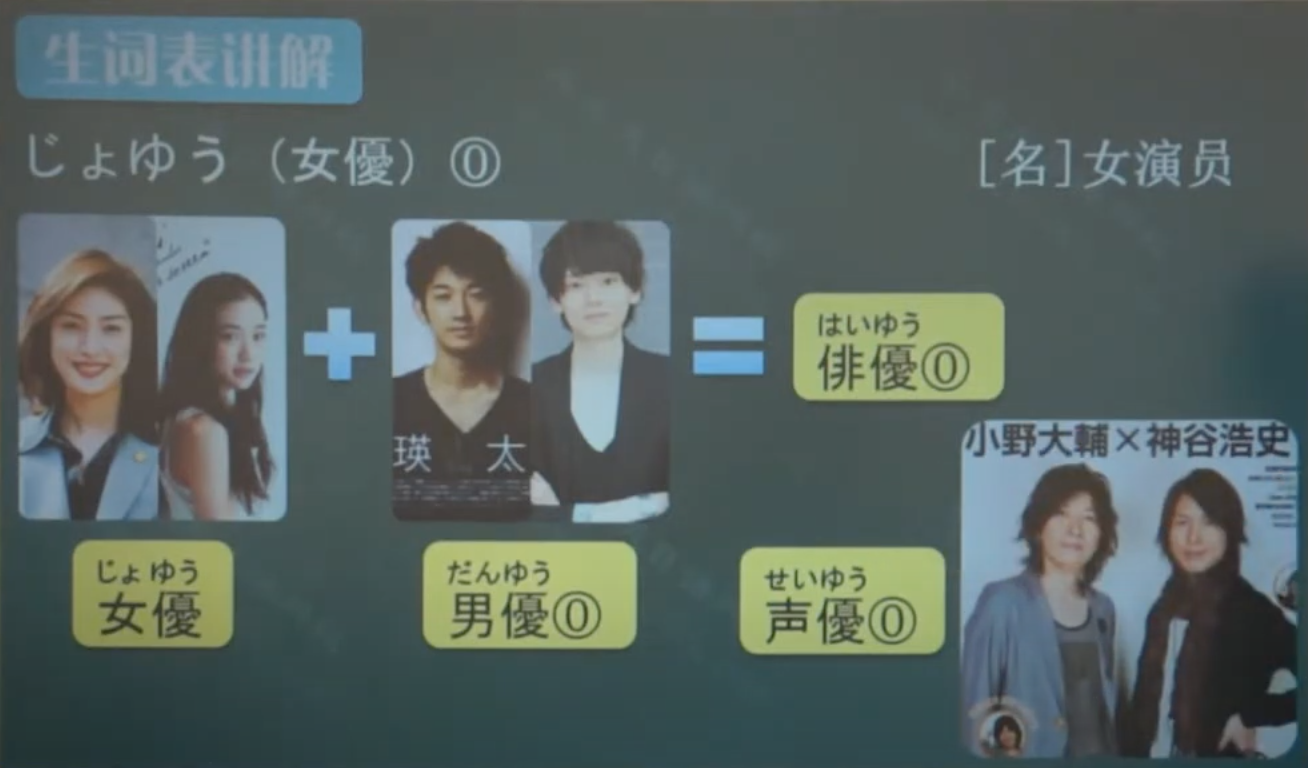 生词表讲解
じょゆう（女優）⓪
[名]女演员
瑛 太
はいゆう
俳優⓪
小野大輔×神谷浩史
じょゆう
女優
だんゆう
男優⓪
せいゆう
声優⓪